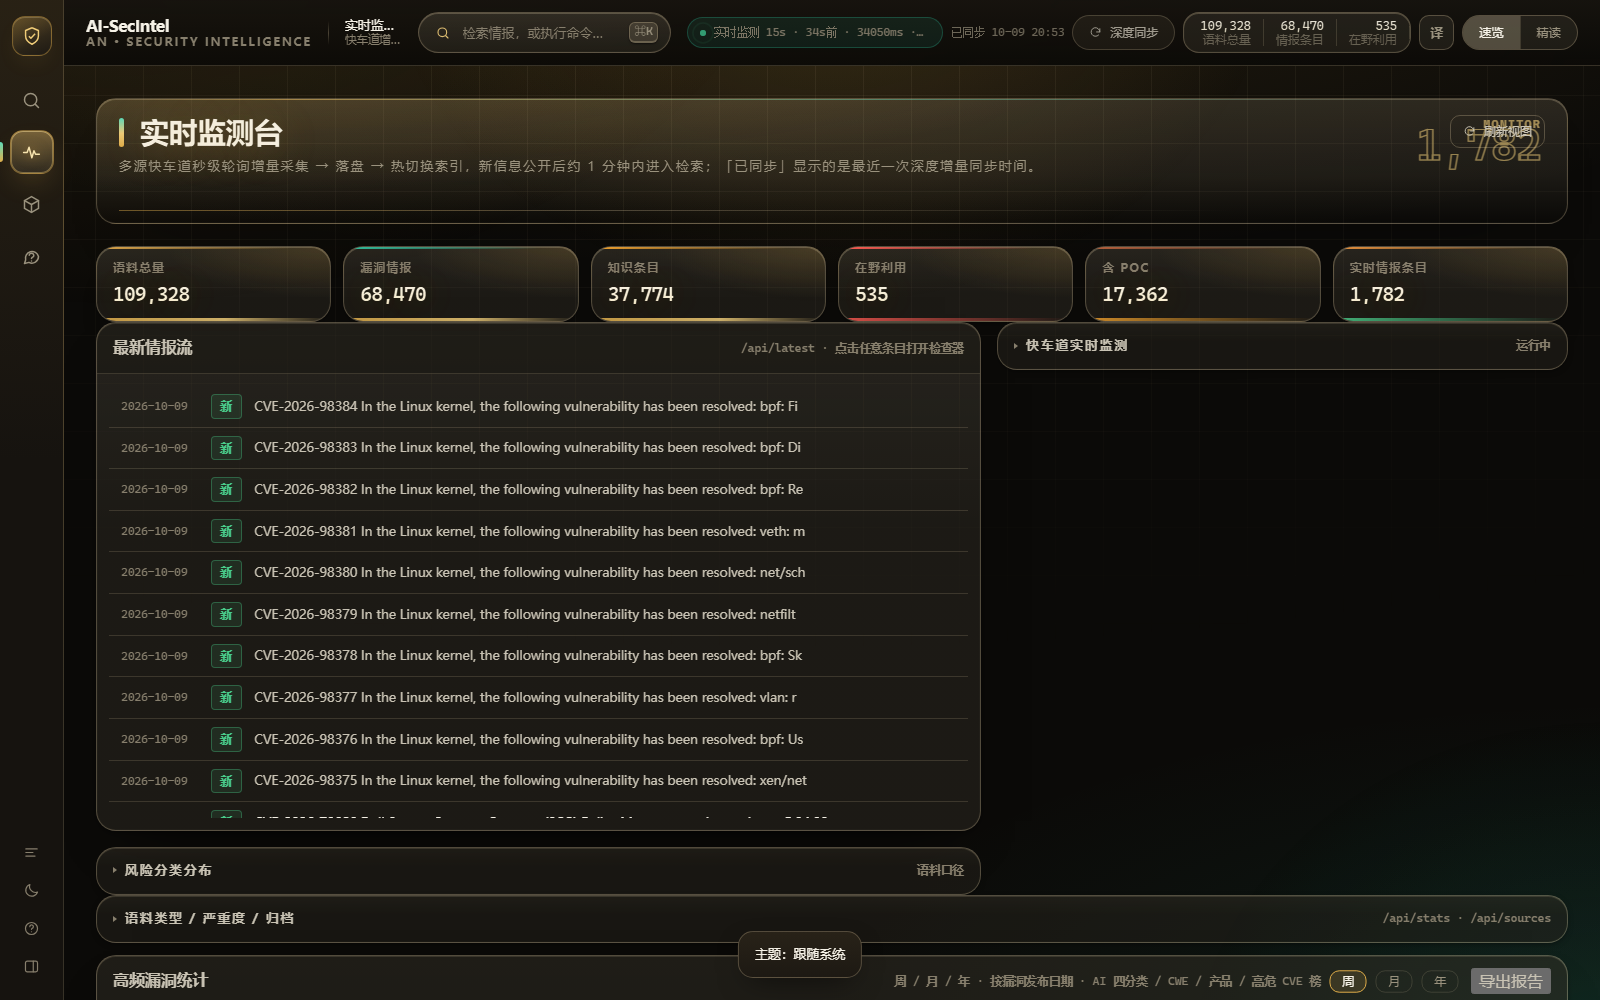 AI-SecIntel
AN • SECURITY INTELLIGENCE
实时监...
快车道增...
检索情报，或执行命令... ⌘K
实时监测 15s · 34s前 · 34050ms ·...
已同步 10-09 20:53
深度同步
109,328 语料总量
68,470 情报条目
535 在野利用
译
速览 精读
实时监测台
多源快车道秒级轮询增量采集 → 落盘 → 热切换索引，新信息公开后约 1 分钟内进入检索；「已同步」显示的是最近一次深度增量同步时间。
MONITOR
刷新视图
1,782
语料总量
109,328
漏洞情报
68,470
知识条目
37,774
在野利用
535
含 POC
17,362
实时情报条目
1,782
最新情报流
/api/latest · 点击任意条目打开检查器
2026-10-09 新 CVE-2026-98384 In the Linux kernel, the following vulnerability has been resolved: bpf: Fi
2026-10-09 新 CVE-2026-98383 In the Linux kernel, the following vulnerability has been resolved: bpf: Di
2026-10-09 新 CVE-2026-98382 In the Linux kernel, the following vulnerability has been resolved: bpf: Re
2026-10-09 新 CVE-2026-98381 In the Linux kernel, the following vulnerability has been resolved: veth: m
2026-10-09 新 CVE-2026-98380 In the Linux kernel, the following vulnerability has been resolved: net/sch
2026-10-09 新 CVE-2026-98379 In the Linux kernel, the following vulnerability has been resolved: netfilt
2026-10-09 新 CVE-2026-98378 In the Linux kernel, the following vulnerability has been resolved: bpf: Sk
2026-10-09 新 CVE-2026-98377 In the Linux kernel, the following vulnerability has been resolved: vlan: r
2026-10-09 新 CVE-2026-98376 In the Linux kernel, the following vulnerability has been resolved: bpf: Us
2026-10-09 新 CVE-2026-98375 In the Linux kernel, the following vulnerability has been resolved: xen/net
快车道实时监测
运行中
风险分类分布
语料口径
语料类型 / 严重度 / 归档
/api/stats · /api/sources
主题：跟随系统
高频漏洞统计
周 / 月 / 年 · 按漏洞发布日期 · AI 四分类 / CWE / 产品 / 高危 CVE 榜
周 月 年
导出报告